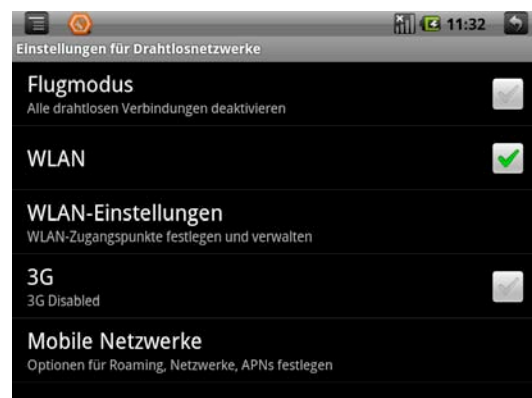 11:32
Einstellungen für Drahtlosnetzwerke
Flugmodus
Alle drahtlosen Verbindungen deaktivieren
WLAN
WLAN-Einstellungen
WLAN-Zugangspunkte festlegen und verwalten
3G
3G Disabled
Mobile Netzwerke
Optionen für Roaming, Netzwerke, APNs festlegen